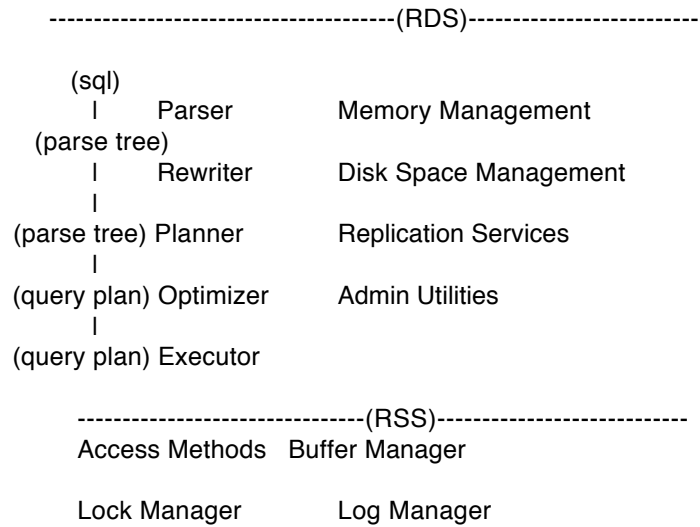 --------------------------------------(RDS)-------------------------
(sql)
| Parser Memory Management
(parse tree)
| Rewriter Disk Space Management
|
(parse tree) Planner Replication Services
|
(query plan) Optimizer Admin Utilities
|
(query plan) Executor
--------------------------------(RSS)----------------------------
Access Methods Buffer Manager
Lock Manager Log Manager